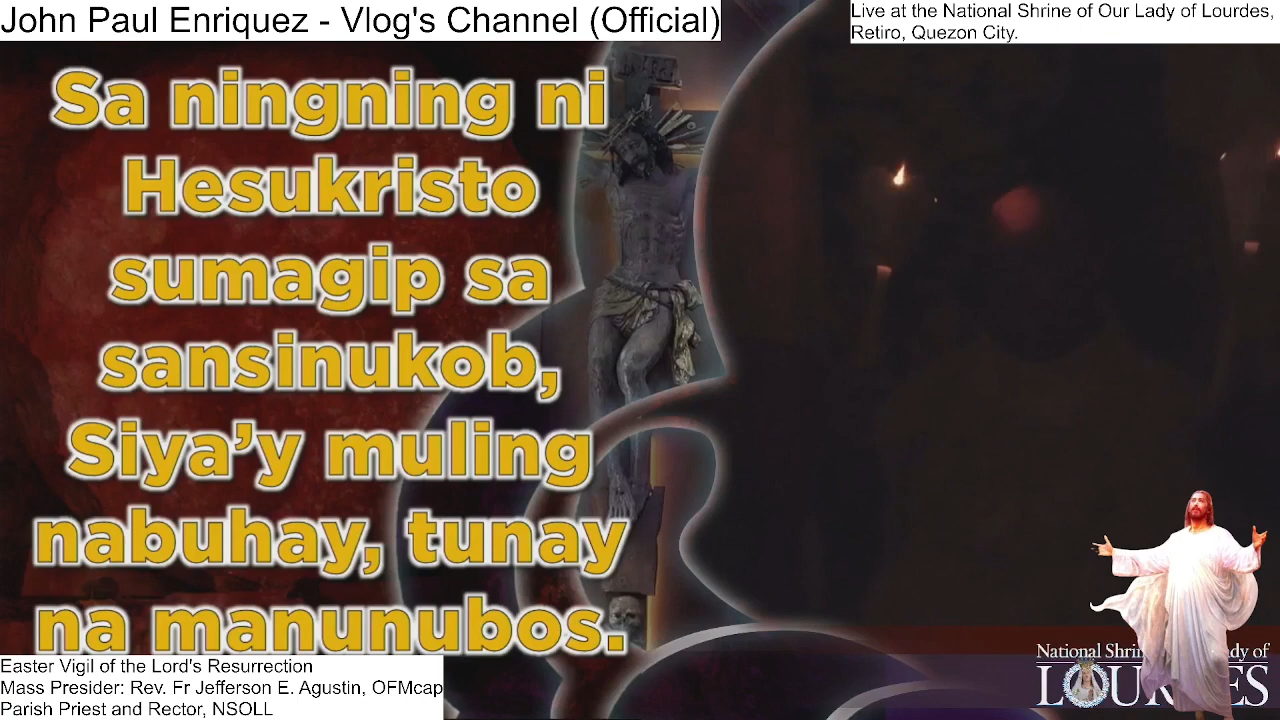 John Paul Enriquez - Vlog's Channel (Official)
Live at the National Shrine of Our Lady of Lourdes,
Retiro, Quezon City.
Sa ningning ni
Hesukristo
sumagip sa
sansinukob,
Siya'y muling
nabuhay, tunay
na manunubos.
Easter Vigil of the Lord's Resurrection
Mass Presider: Rev. Fr Jefferson E. Agustin, OFMcap
Parish Priest and Rector, NSOLL
National
of